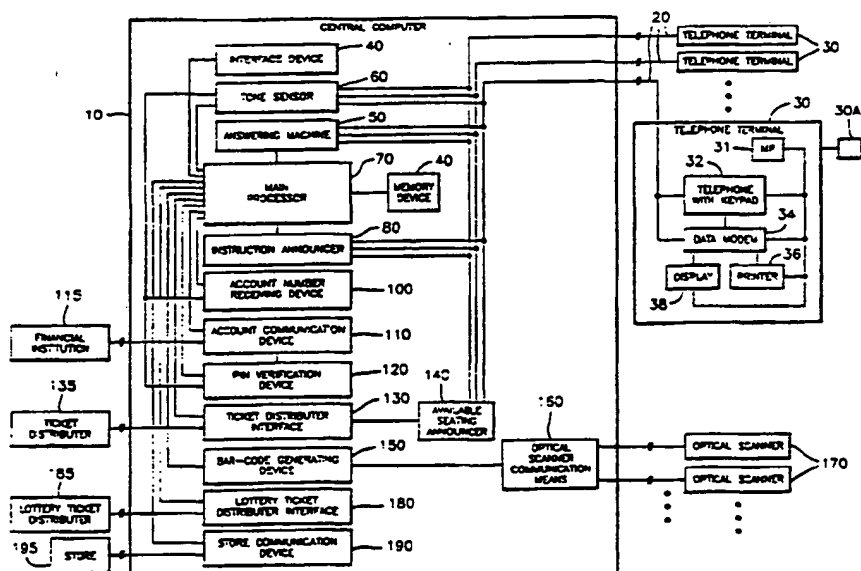 CENTRAL COMPUTER
10
40
INTERFACE DEVICE
60
TONE SENSOR
50
ANSWERING MACHINE
70
MAIN
PROCESSOR
40
MEMORY
DEVICE
80
INSTRUCTION ANNOUNCER
ACCOUNT NUMBER
RECEIVING DEVICE
100
115
FINANCIAL
INSTITUTION
ACCOUNT COMMUNICATION
DEVICE
110
PIN VERIFICATION
DEVICE
120
135
TICKET
DISTRIBUTER
TICKET DISTRIBUTER
INTERFACE
130
140
AVAILABLE
SEATING
ANNOUNCER
BAR-CODE GENERATING
DEVICE
150
160
OPTICAL
SCANNER
COMMUNICATION
MEANS
185
LOTTERY TICKET
DISTRIBUTER
LOTTERY TICKET
DISTRIBUTER INTERFACE
180
195
STORE
STORE COMMUNICATION
DEVICE
190
20
TELEPHONE TERMINAL
TELEPHONE TERMINAL
30
30
TELEPHONE TERMINAL
30A
31
MP
32
TELEPHONE
WITH KEYPAD
34
DATA MODEM
36
DISPLAY
PRINTER
38
OPTICAL SCANNER
OPTICAL SCANNER
170